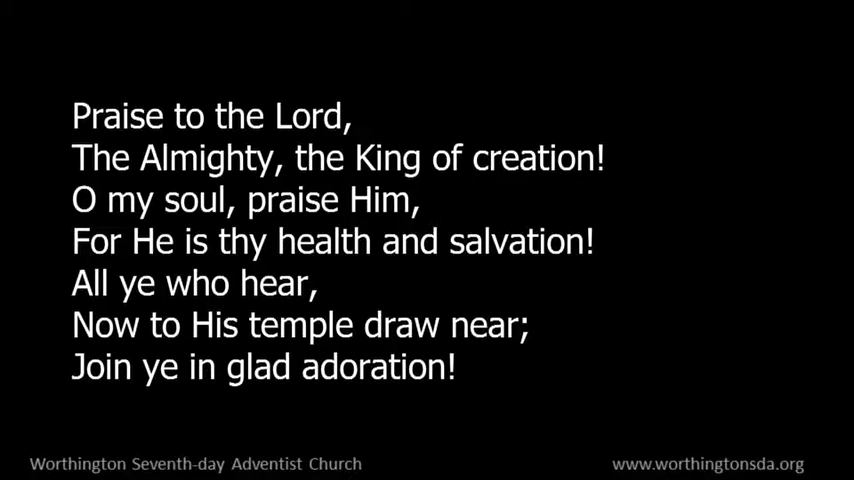 Praise to the Lord,
The Almighty, the King of creation!
O my soul, praise Him,
For He is thy health and salvation!
All ye who hear,
Now to His temple draw near;
Join ye in glad adoration!
Worthington Seventh-day Adventist Church
www.worthingtonsda.org